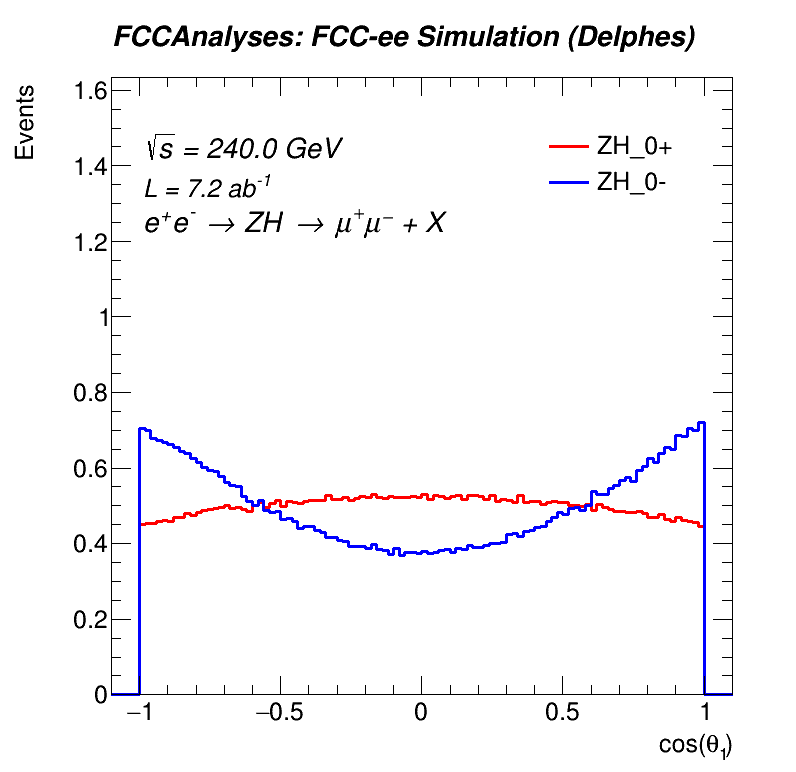 FCCAnalyses: FCC-ee Simulation (Delphes)
Events
1.6
1.4
1.2
1
0.8
0.6
0.4
0.2
0
√s = 240.0 GeV
L = 7.2 ab⁻¹
e⁺e⁻ → ZH → μ⁺μ⁻ + X
ZH_0+
ZH_0-
−1 −0.5 0 0.5 1
cos(θ₁)